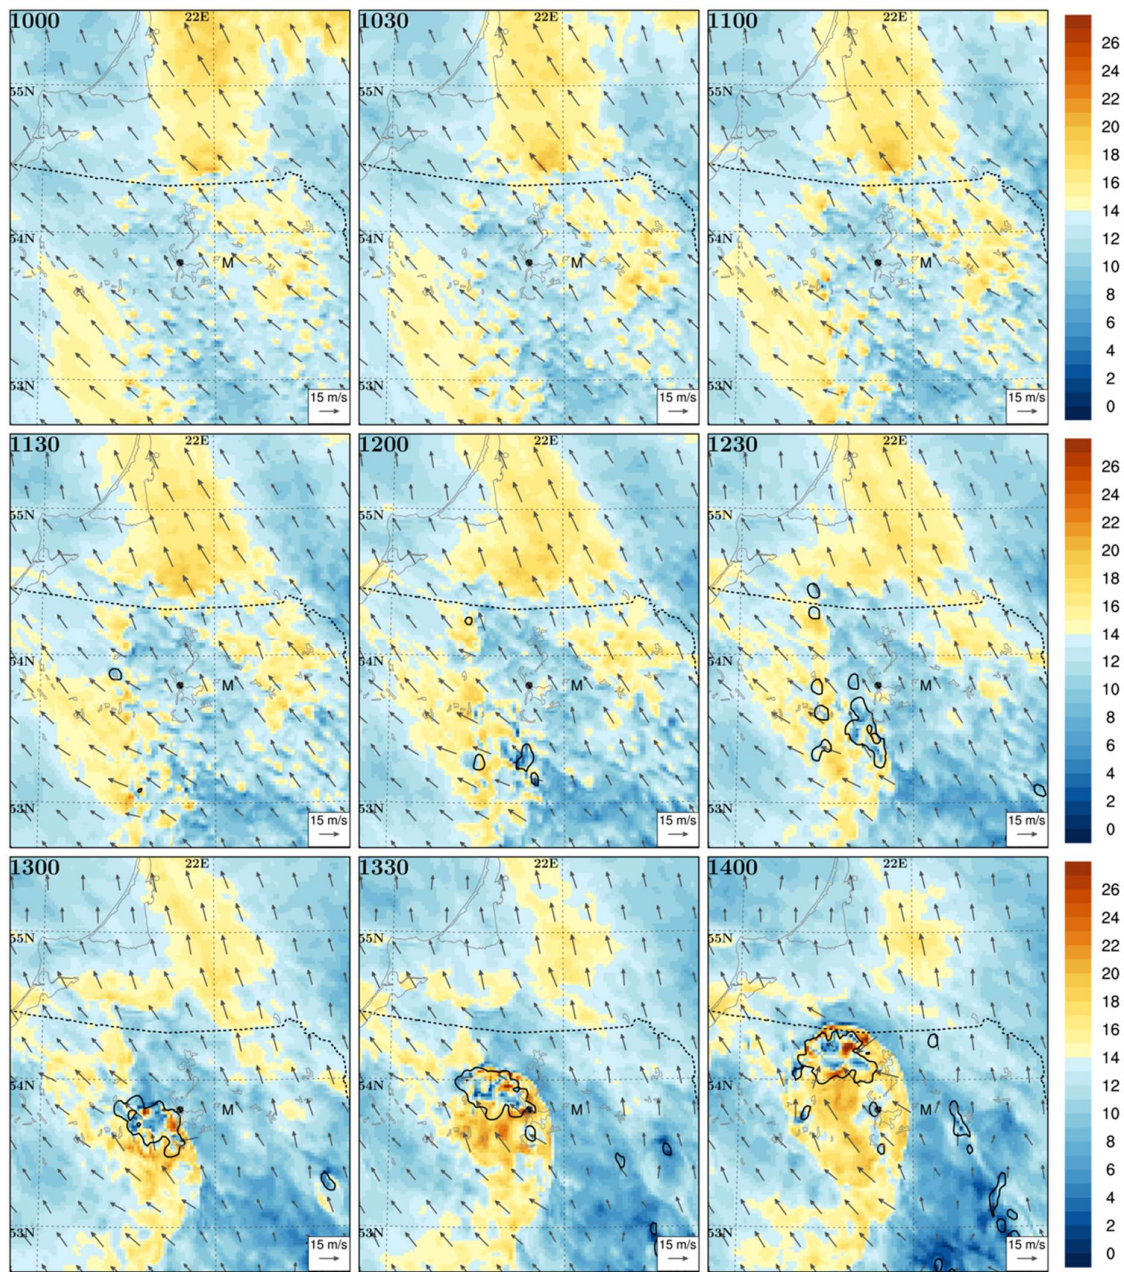 1000 22E
1030 22E
1100 22E
55N
54N
53N
M
15 m/s
55N
54N
53N
M
15 m/s
55N
54N
53N
M
15 m/s
26
24
22
20
18
16
14
12
10
8
6
4
2
0
1130 22E
1200 22E
1230 22E
55N
54N
53N
M
15 m/s
55N
54N
53N
M
15 m/s
55N
54N
53N
M
15 m/s
26
24
22
20
18
16
14
12
10
8
6
4
2
0
1300 22E
1330 22E
1400 22E
55N
54N
53N
M
15 m/s
55N
54N
53N
M
15 m/s
55N
54N
53N
M
15 m/s
26
24
22
20
18
16
14
12
10
8
6
4
2
0